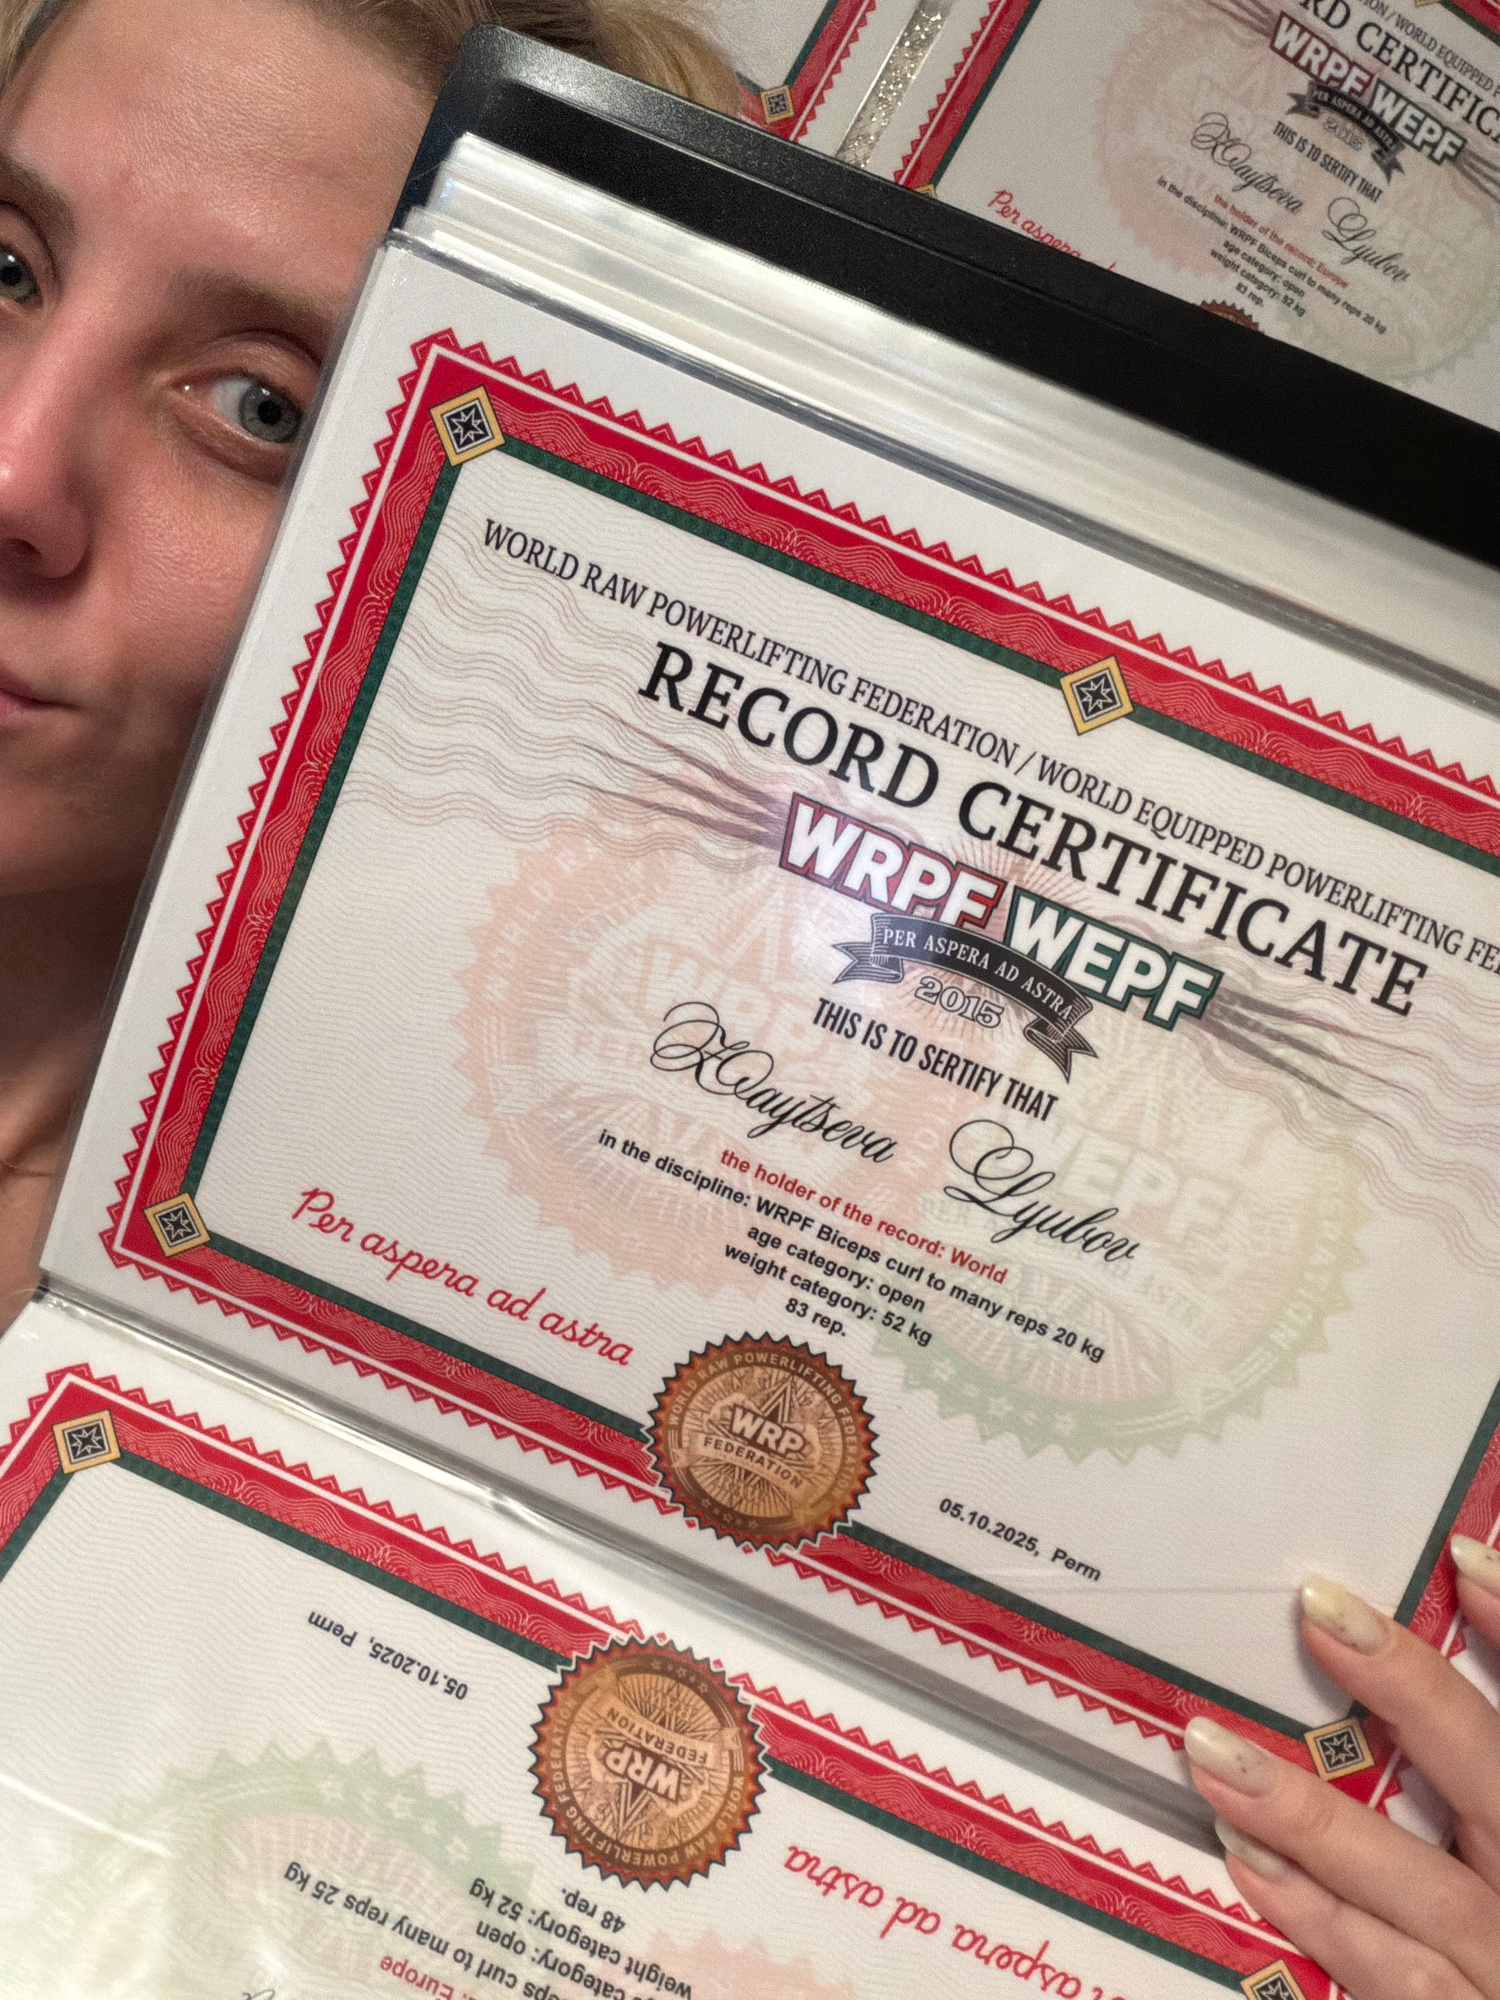 CERTIFICA
WRPF WEPF
PER ASPERA AD ASTRA
2015
THIS IS TO SERTIFY THAT
Zaytseva Lyubov
the holder of the record: Europe
in the discipline: WRPF Biceps curl to many reps 20 kg
age category: open
weight category: 52 kg
83 rep.
Per aspera
WORLD RAW POWERLIFTING FEDERATION / WORLD EQUIPPED POWERLIFTING FE
RECORD CERTIFICATE
WRPF WEPF
PER ASPERA AD ASTRA
2015
THIS IS TO SERTIFY THAT
Zaytseva Lyubov
the holder of the record: World
in the discipline: WRPF Biceps curl to many reps 20 kg
age category: open
weight category: 52 kg
83 rep.
Per aspera ad astra
WORLD RAW POWERLIFTING FEDERATION
WRP
FEDERATION
05.10.2025, Perm
05.10.2025, Perm
WORLD RAW POWERLIFTING FEDERATION
WRP
FEDERATION
aspera ad astra
48 rep.
weight category: 52 kg
category: open
curl to many reps 25 kg
Europe